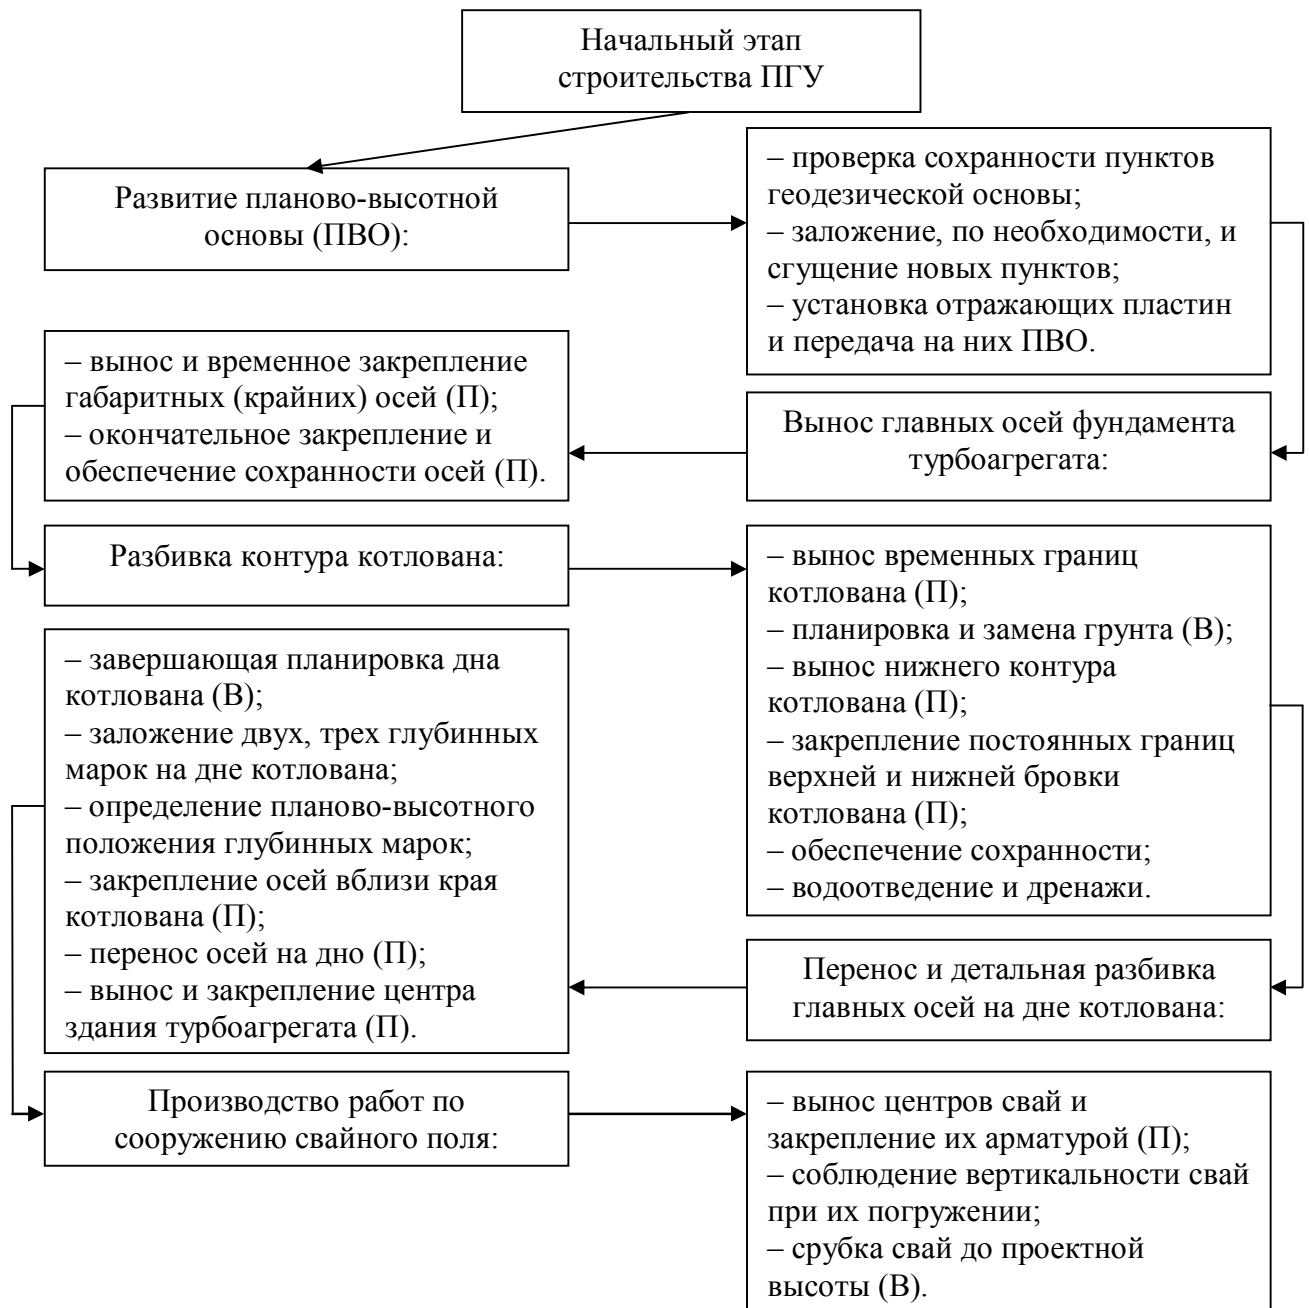 Начальный этап
строительства ПГУ
Развитие планово-высотной
основы (ПВО):
– проверка сохранности пунктов
геодезической основы;
– заложение, по необходимости, и
сгущение новых пунктов;
– установка отражающих пластин
и передача на них ПВО.
Вынос главных осей фундамента
турбоагрегата:
– вынос и временное закрепление
габаритных (крайних) осей (П);
– окончательное закрепление и
обеспечение сохранности осей (П).
Разбивка контура котлована:
– вынос временных границ
котлована (П);
– планировка и замена грунта (В);
– вынос нижнего контура
котлована (П);
– закрепление постоянных границ
верхней и нижней бровки
котлована (П);
– обеспечение сохранности;
– водоотведение и дренажи.
Перенос и детальная разбивка
главных осей на дне котлована:
– завершающая планировка дна
котлована (В);
– заложение двух, трех глубинных
марок на дне котлована;
– определение планово-высотного
положения глубинных марок;
– закрепление осей вблизи края
котлована (П);
– перенос осей на дно (П);
– вынос и закрепление центра
здания турбоагрегата (П).
Производство работ по
сооружению свайного поля:
– вынос центров свай и
закрепление их арматурой (П);
– соблюдение вертикальности свай
при их погружении;
– срубка свай до проектной
высоты (В).